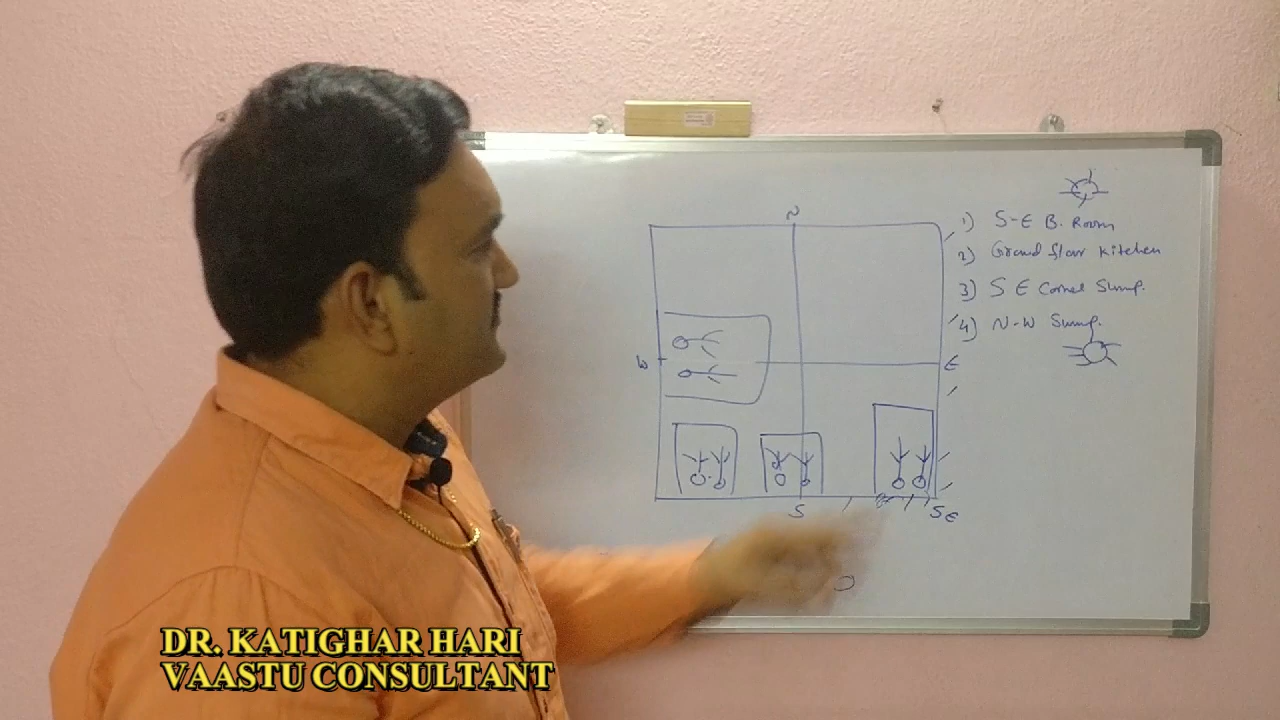 N
1) S-E B. Room
2) Ground floor Kitchen
3) S E Corner Sump.
4) N-W Sump.
W
E
S
SE
DR. KATIGHAR HARI
VAASTU CONSULTANT